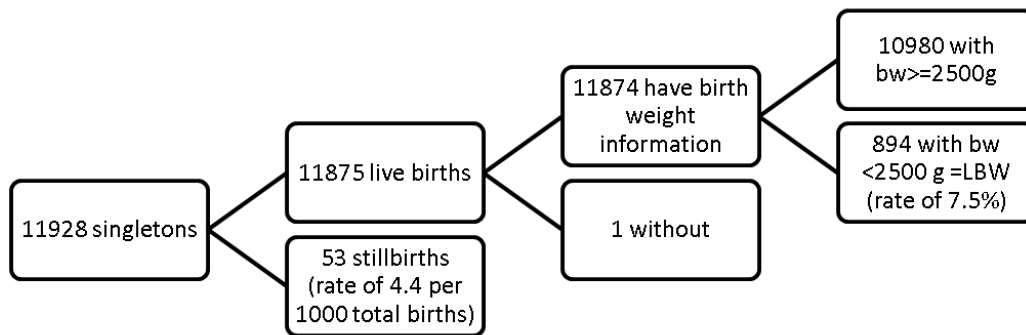 11928 singletons
11875 live births
53 stillbirths
(rate of 4.4 per
1000 total births)
11874 have birth
weight
information
1 without
10980 with
bw>=2500g
894 with bw
<2500 g =LBW
(rate of 7.5%)